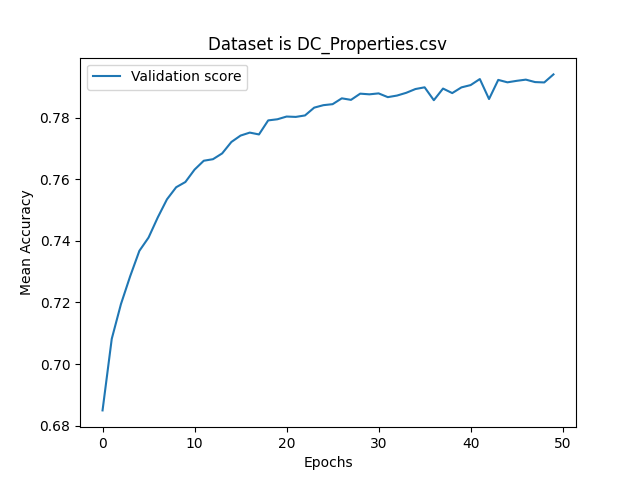 Dataset is DC_Properties.csv
Validation score
Mean Accuracy
0.78
0.76
0.74
0.72
0.70
0.68
0 10 20 30 40 50
Epochs